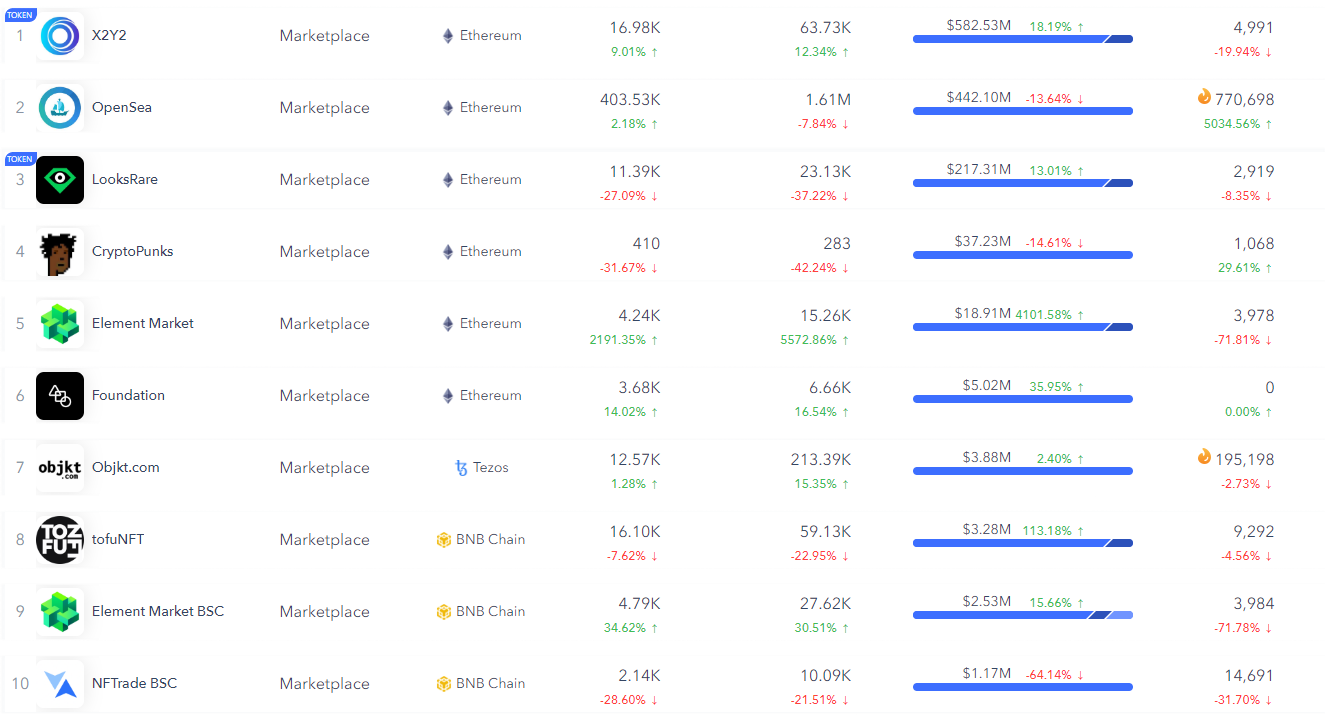 TOKEN
1 X2Y2 Marketplace Ethereum 16.98K 63.73K $582.53M 18.19% ↑ 4,991
9.01% ↑ 12.34% ↑ -19.94% ↓
2 OpenSea Marketplace Ethereum 403.53K 1.61M $442.10M -13.64% ↓ 770,698
2.18% ↑ -7.84% ↓ 5034.56% ↑
TOKEN
3 LooksRare Marketplace Ethereum 11.39K 23.13K $217.31M 13.01% ↑ 2,919
-27.09% ↓ -37.22% ↓ -8.35% ↓
4 CryptoPunks Marketplace Ethereum 410 283 $37.23M -14.61% ↓ 1,068
-31.67% ↓ -42.24% ↓ 29.61% ↑
5 Element Market Marketplace Ethereum 4.24K 15.26K $18.91M 4101.58% ↑ 3,978
2191.35% ↑ 5572.86% ↑ -71.81% ↓
6 Foundation Marketplace Ethereum 3.68K 6.66K $5.02M 35.95% ↑ 0
14.02% ↑ 16.54% ↑ 0.00% ↑
7 objkt .com Objkt.com Marketplace Tezos 12.57K 213.39K $3.88M 2.40% ↑ 195,198
1.28% ↑ 15.35% ↑ -2.73% ↓
8 TOZ FU Z tofuNFT Marketplace BNB Chain 16.10K 59.13K $3.28M 113.18% ↑ 9,292
-7.62% ↓ -22.95% ↓ -4.56% ↓
9 Element Market BSC Marketplace BNB Chain 4.79K 27.62K $2.53M 15.66% ↑ 3,984
34.62% ↑ 30.51% ↑ -71.78% ↓
10 NFTrade BSC Marketplace BNB Chain 2.14K 10.09K $1.17M -64.14% ↓ 14,691
-28.60% ↓ -21.51% ↓ -31.70% ↓